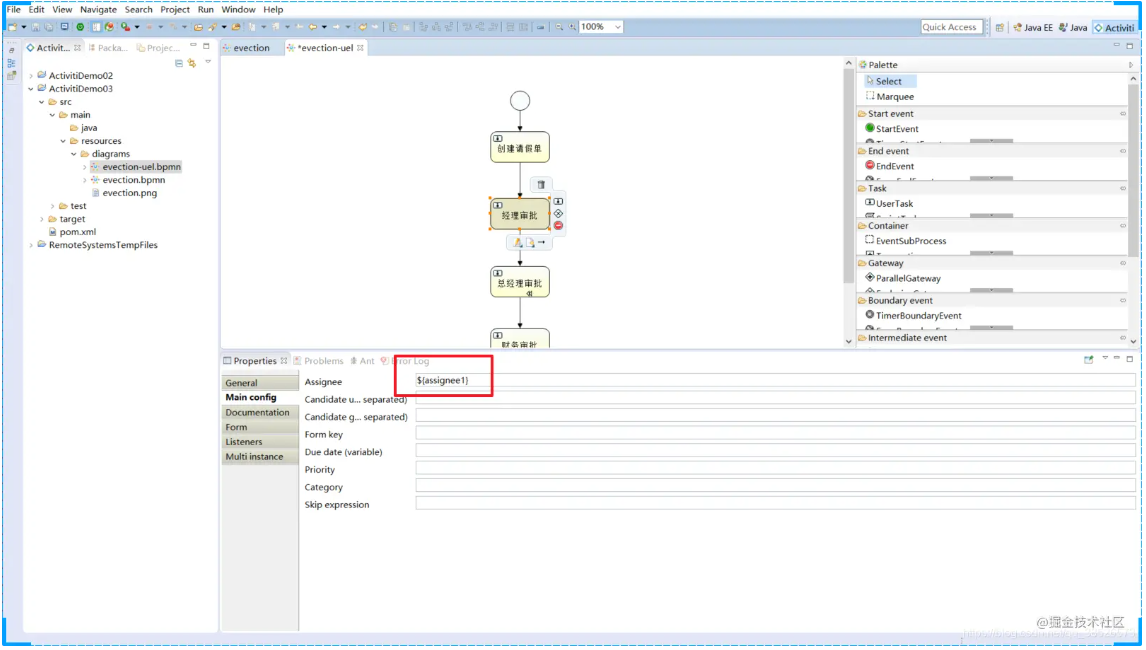 File Edit View Navigate Search Project Run Window Help
100%
Quick Access
Java EE
Java
Activiti
Activit...
Packa...
Projec...
evection
*evection-uel
ActivitiDemo02
ActivitiDemo03
src
main
java
resources
diagrams
evection-uel.bpmn
evection.bpmn
evection.png
test
target
pom.xml
RemoteSystemsTempFiles
创建请假单
经理审批
总经理审批
财务审批
Palette
Select
Marquee
Start event
StartEvent
End event
EndEvent
Task
UserTask
Container
EventSubProcess
Gateway
ParallelGateway
Boundary event
TimerBoundaryEvent
Intermediate event
Properties
Problems
Ant
Error Log
General
Main config
Documentation
Form
Listeners
Multi instance
Assignee
${assignee1}
Candidate u... separated)
Candidate g... separated)
Form key
Due date (variable)
Priority
Category
Skip expression
@掘金技术社区